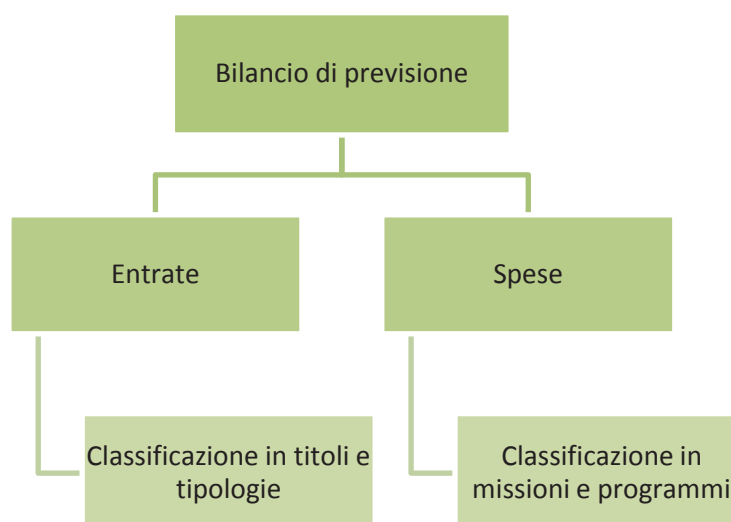 Bilancio di previsione
Entrate
Spese
Classificazione in titoli e
tipologie
Classificazione in
missioni e programmi